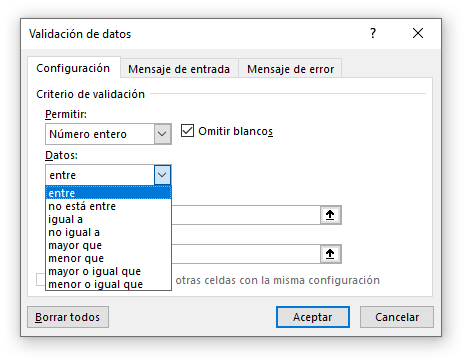 Validación de datos
?
Configuración
Mensaje de entrada
Mensaje de error
Criterio de validación
Permitir:
Número entero
Omitir blancos
Datos:
entre
entre
no está entre
igual a
no igual a
mayor que
menor que
mayor o igual que
menor o igual que
otras celdas con la misma configuración
Borrar todos
Aceptar
Cancelar